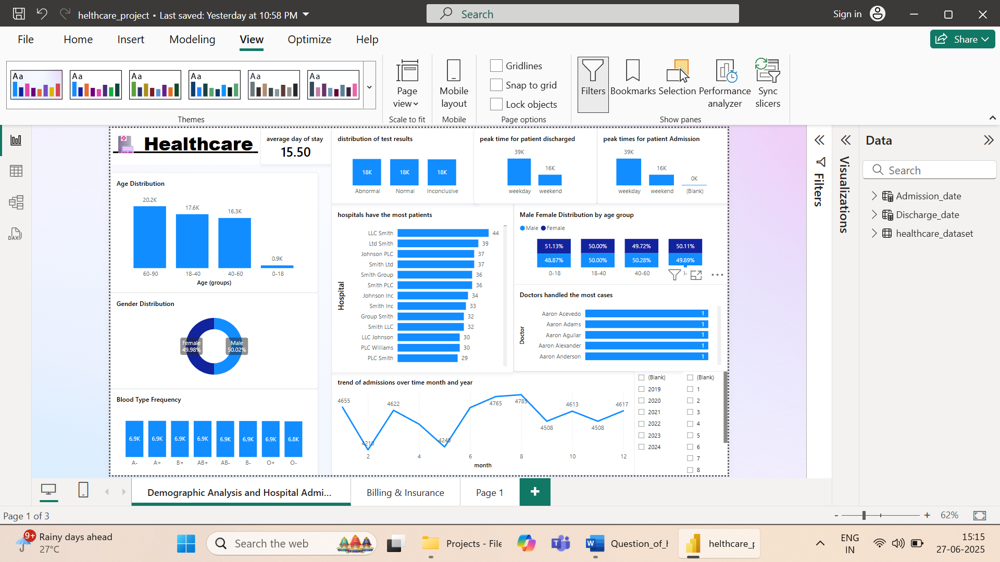 helthcare_project • Last saved: Yesterday at 10:58 PM
Search
Sign in
File
Home
Insert
Modeling
View
Optimize
Help
Share
Aa
Aa
Aa
Aa
Aa
Aa
Themes
Page view
Scale to fit
Mobile layout
Mobile
Gridlines
Snap to grid
Lock objects
Page options
Filters
Bookmarks
Selection
Performance analyzer
Sync slicers
Show panes
DAX
Healthcare
average day of stay
15.50
distribution of test results
18K
18K
18K
Abnormal
Normal
Inconclusive
peak time for patient discharged
39K
16K
weekday
weekend
peak times for patient Admission
39K
16K
0K
weekday
weekend
(Blank)
Age Distribution
20.2K
17.6K
16.3K
0.9K
60-90
18-40
40-60
0-18
Age (groups)
Gender Distribution
Female
49.98%
Male
50.02%
Blood Type Frequency
6.9K
6.9K
6.9K
6.9K
6.9K
6.9K
6.9K
6.8K
A-
A+
B+
AB+
AB-
B-
O+
O-
hospitals have the most patients
Hospital
LLC Smith 44
Ltd Smith 39
Johnson PLC 37
Smith Ltd 37
Smith Group 36
Smith PLC 36
Johnson Inc 34
Smith Inc 33
Group Smith 32
Smith LLC 32
LLC Johnson 30
PLC Williams 30
PLC Smith 29
Male Female Distribution by age group
Male Female
51.13%
50.00%
49.72%
50.11%
48.87%
50.00%
50.28%
49.89%
0-18
18-40
40-60
Doctors handled the most cases
Doctor
Aaron Acevedo 1
Aaron Adams 1
Aaron Aguilar 1
Aaron Alexander 1
Aaron Anderson 1
trend of admissions over time month and year
4655
4210
4622
4240
4765
4785
4508
4613
4508
4617
2
4
6
8
10
12
month
(Blank)
2019
2020
2021
2022
2023
2024
(Blank)
1
2
3
4
5
6
7
8
Filters
Visualizations
Data
Search
Admission_date
Discharge_date
healthcare_dataset
Demographic Analysis and Hospital Admi...
Billing & Insurance
Page 1
+
Page 1 of 3
- + 62%
9+
Rainy days ahead
27°C
Search the web
Projects - File
Question_of_h
helthcare_p
ENG
IN
15:15
27-06-2025